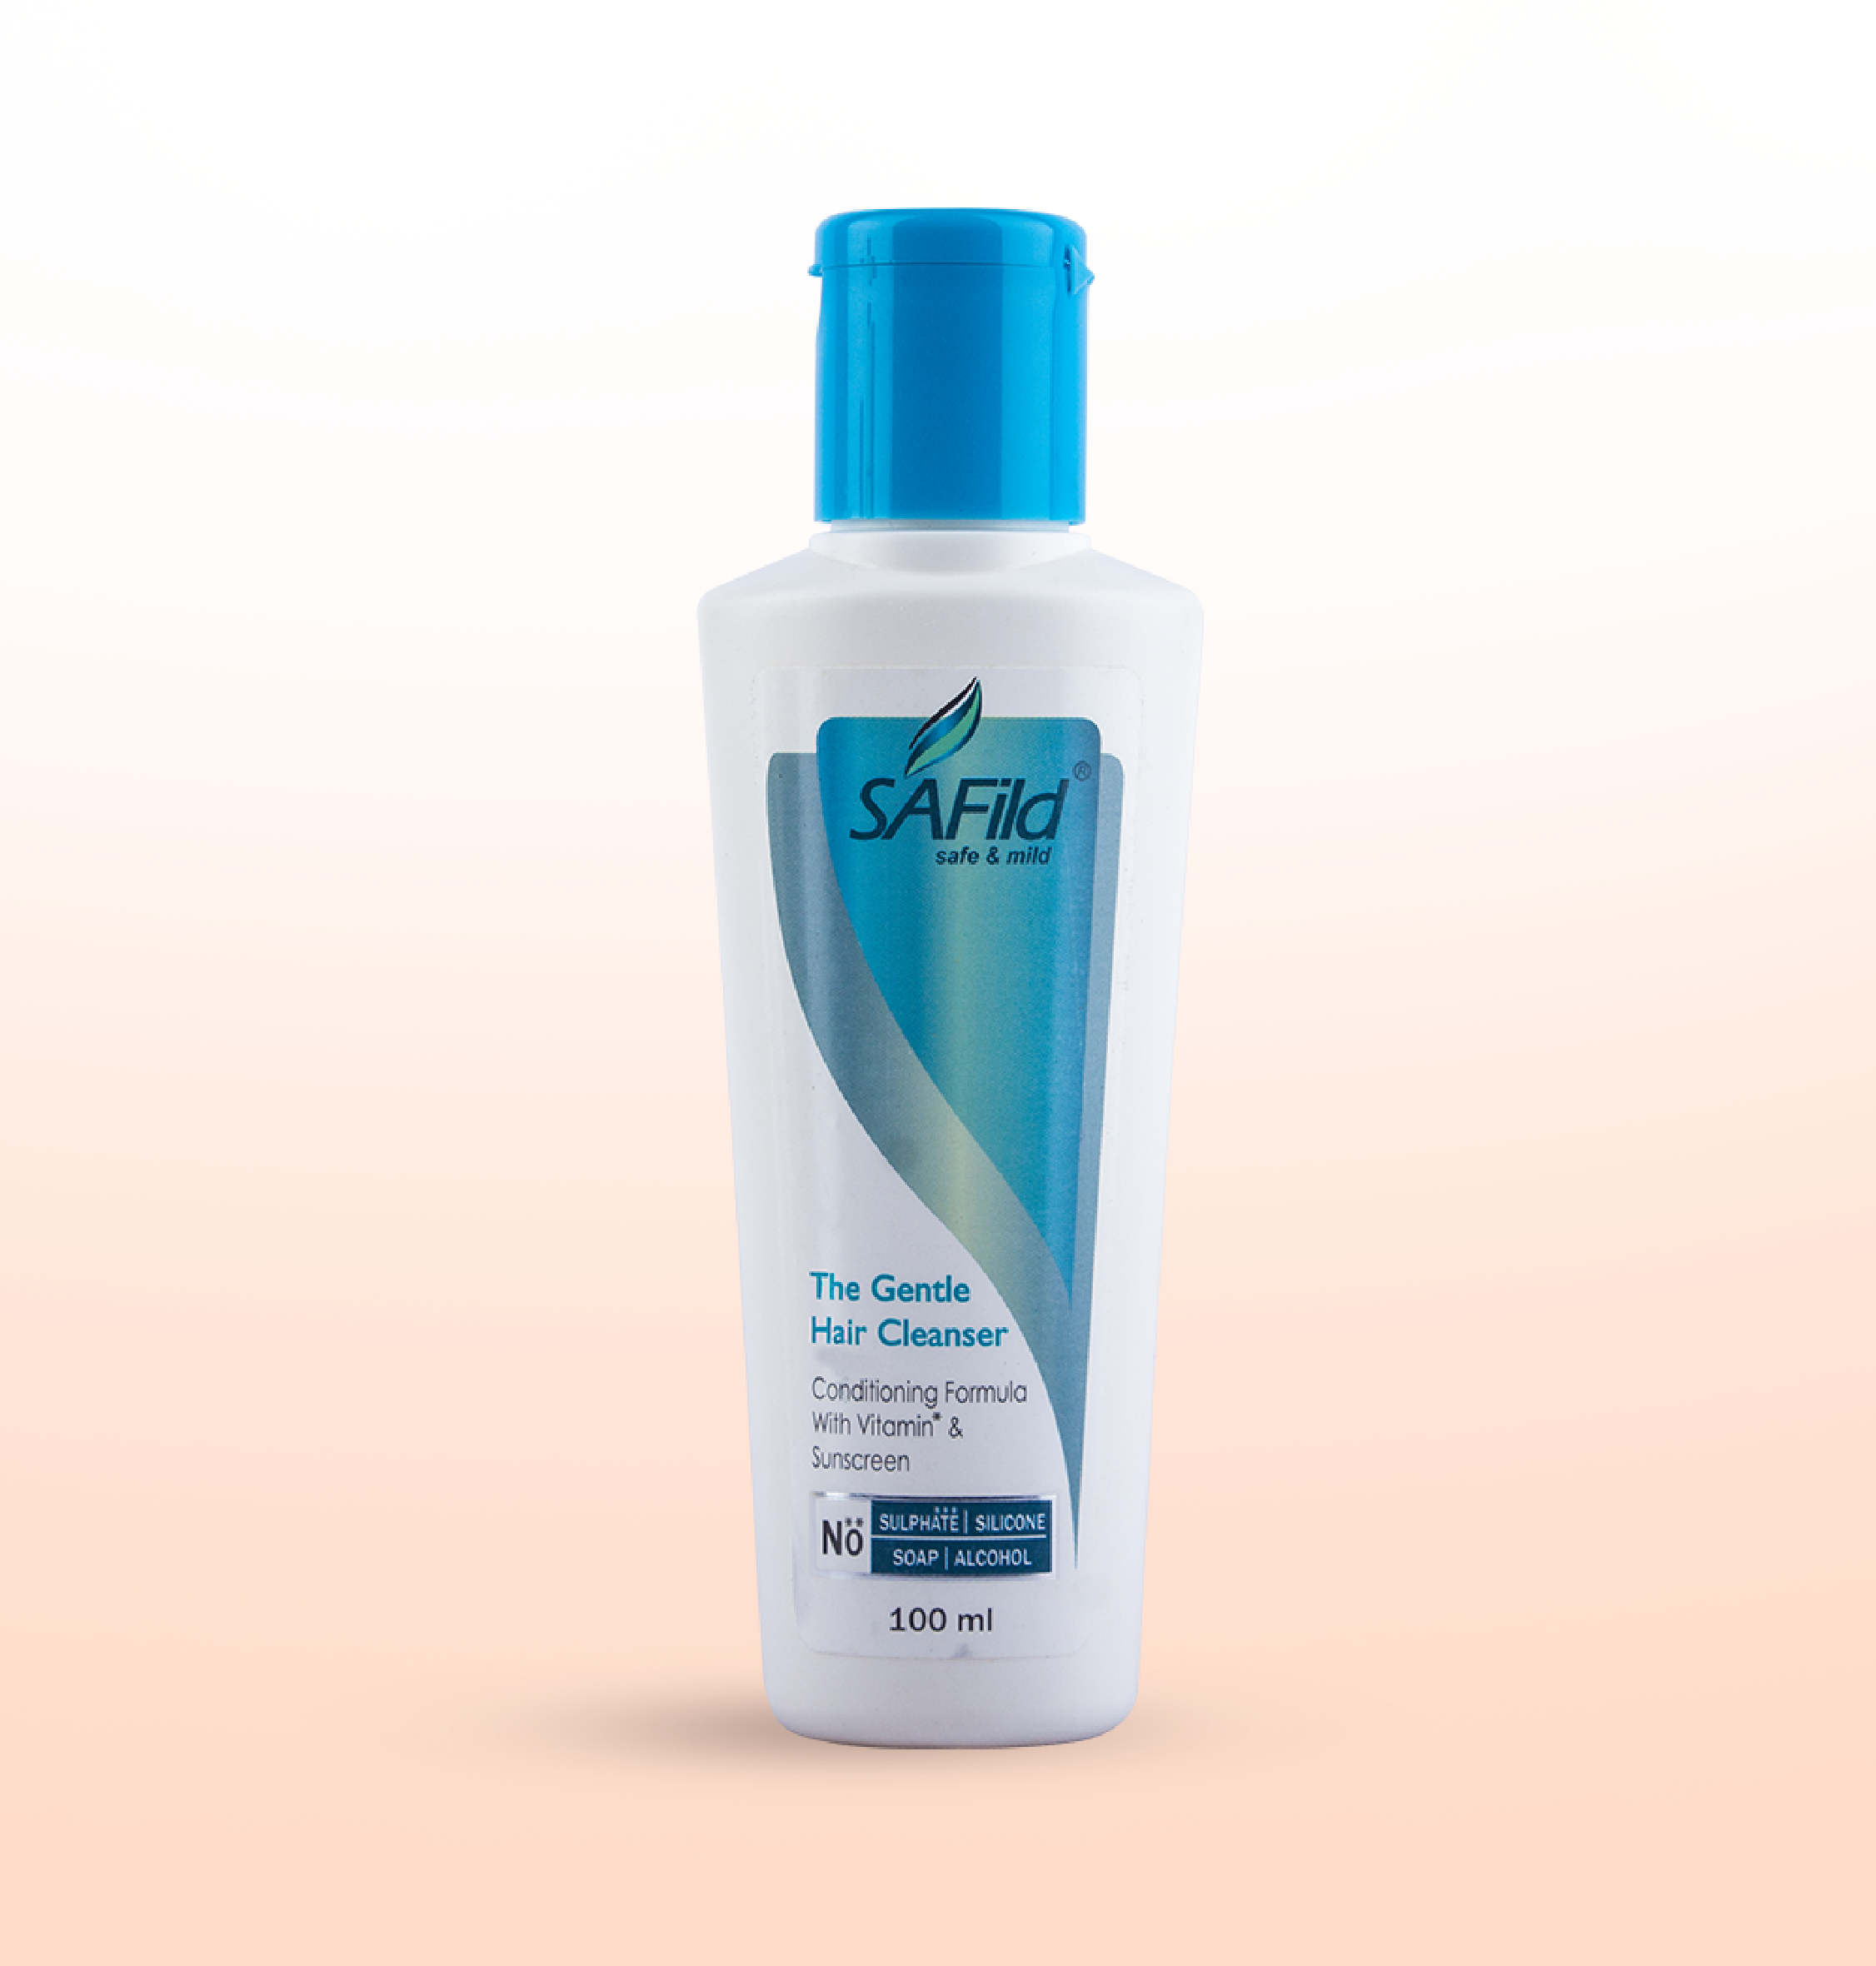 SAFild®
safe & mild
The Gentle
Hair Cleanser
Conditioning Formula
With Vitamin* &
Sunscreen
No** SULPHATE*** | SILICONE
SOAP | ALCOHOL
100 ml